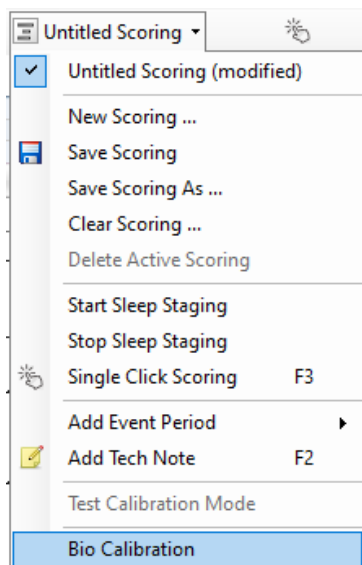 Untitled Scoring
Untitled Scoring (modified)
New Scoring ...
Save Scoring
Save Scoring As ...
Clear Scoring ...
Delete Active Scoring
Start Sleep Staging
Stop Sleep Staging
Single Click Scoring F3
Add Event Period
Add Tech Note F2
Test Calibration Mode
Bio Calibration